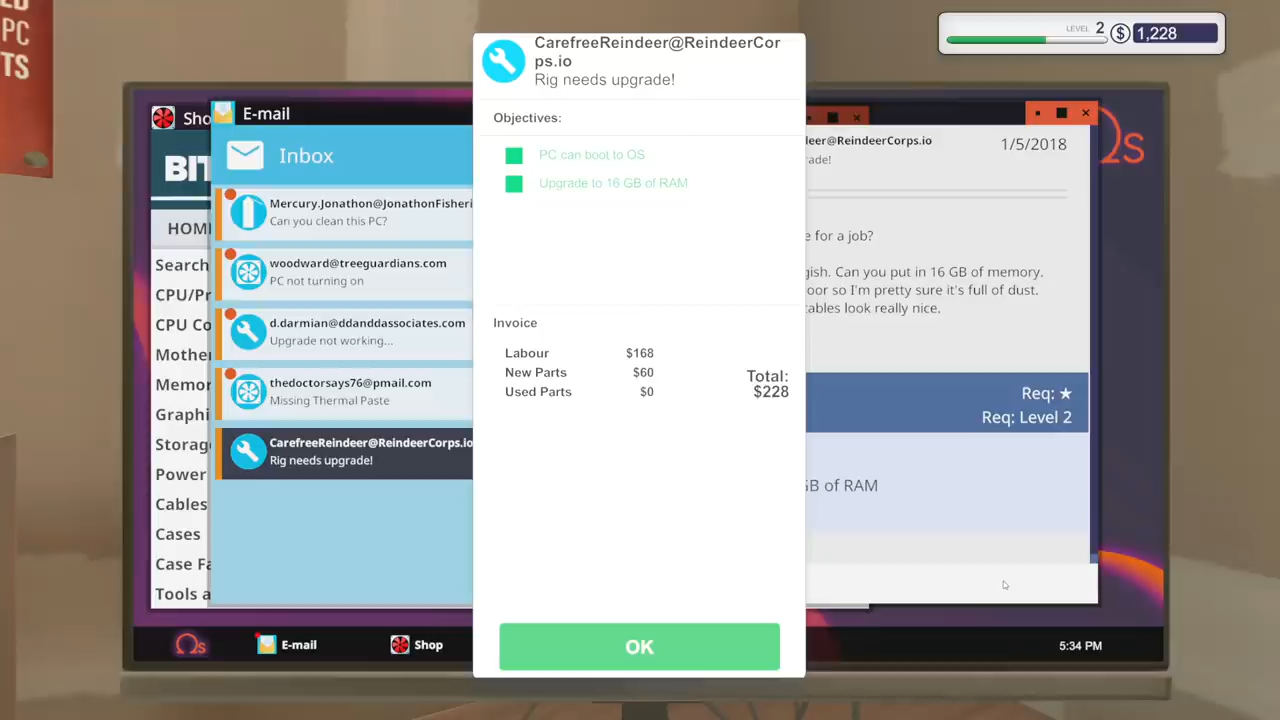 PC
TS
LEVEL 2
$ 1,228
CarefreeReindeer@ReindeerCor
ps.io
Rig needs upgrade!
Objectives:
PC can boot to OS
Upgrade to 16 GB of RAM
Invoice
Labour $168
New Parts $60
Used Parts $0
Total:
$228
OK
Sho
BIT
HOME
Search
CPU/Pr
CPU Co
Mothe
Memor
Graphi
Storag
Power
Cables
Cases
Case Fa
Tools a
E-mail
Inbox
Mercury.Jonathon@JonathonFisheri
Can you clean this PC?
woodward@treeguardians.com
PC not turning on
d.darmian@ddanddassociates.com
Upgrade not working...
thedoctorsays76@pmail.com
Missing Thermal Paste
CarefreeReindeer@ReindeerCorps.io
Rig needs upgrade!
eer@ReindeerCorps.io
1/5/2018
ade!
e for a job?
gish. Can you put in 16 GB of memory.
oor so I'm pretty sure it's full of dust.
ables look really nice.
Req: ★
Req: Level 2
GB of RAM
Ωs
Ωs
E-mail
Shop
5:34 PM